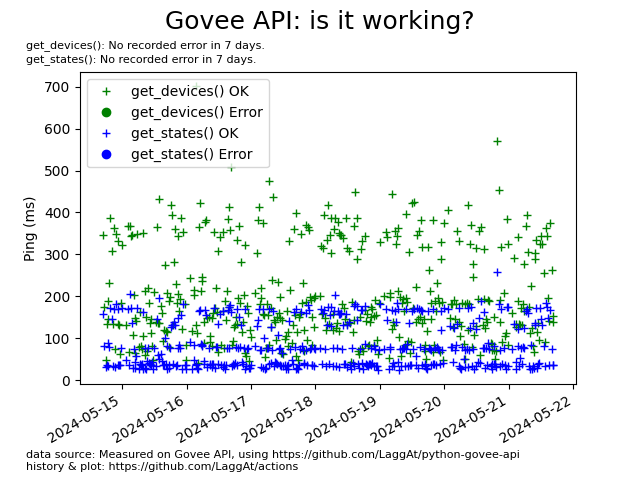 Govee API: is it working?
get_devices(): No recorded error in 7 days.
get_states(): No recorded error in 7 days.
get_devices() OK
get_devices() Error
get_states() OK
get_states() Error
Ping (ms)
700
600
500
400
300
200
100
0
2024-05-15
2024-05-16
2024-05-17
2024-05-18
2024-05-19
2024-05-20
2024-05-21
2024-05-22
data source: Measured on Govee API, using https://github.com/LaggAt/python-govee-api
history & plot: https://github.com/LaggAt/actions